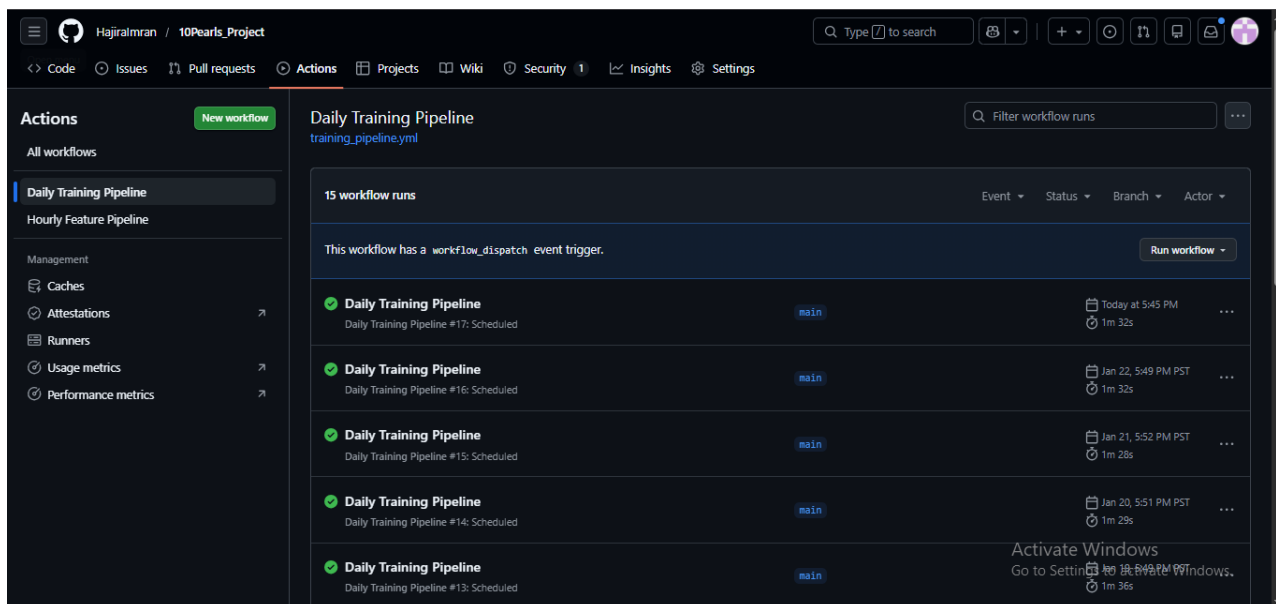 HajiraImran / 10Pearls_Project
Type / to search
Code
Issues
Pull requests
Actions
Projects
Wiki
Security 1
Insights
Settings
Actions
New workflow
All workflows
Daily Training Pipeline
Hourly Feature Pipeline
Management
Caches
Attestations
Runners
Usage metrics
Performance metrics
Daily Training Pipeline
training_pipeline.yml
Filter workflow runs
15 workflow runs
Event
Status
Branch
Actor
This workflow has a workflow_dispatch event trigger.
Run workflow
Daily Training Pipeline
Daily Training Pipeline #17: Scheduled
main
Today at 5:45 PM
1m 32s
Daily Training Pipeline
Daily Training Pipeline #16: Scheduled
main
Jan 22, 5:49 PM PST
1m 32s
Daily Training Pipeline
Daily Training Pipeline #15: Scheduled
main
Jan 21, 5:52 PM PST
1m 28s
Daily Training Pipeline
Daily Training Pipeline #14: Scheduled
main
Jan 20, 5:51 PM PST
1m 29s
Daily Training Pipeline
Daily Training Pipeline #13: Scheduled
main
1m 36s
Activate Windows
Go to Settings to activate Windows.